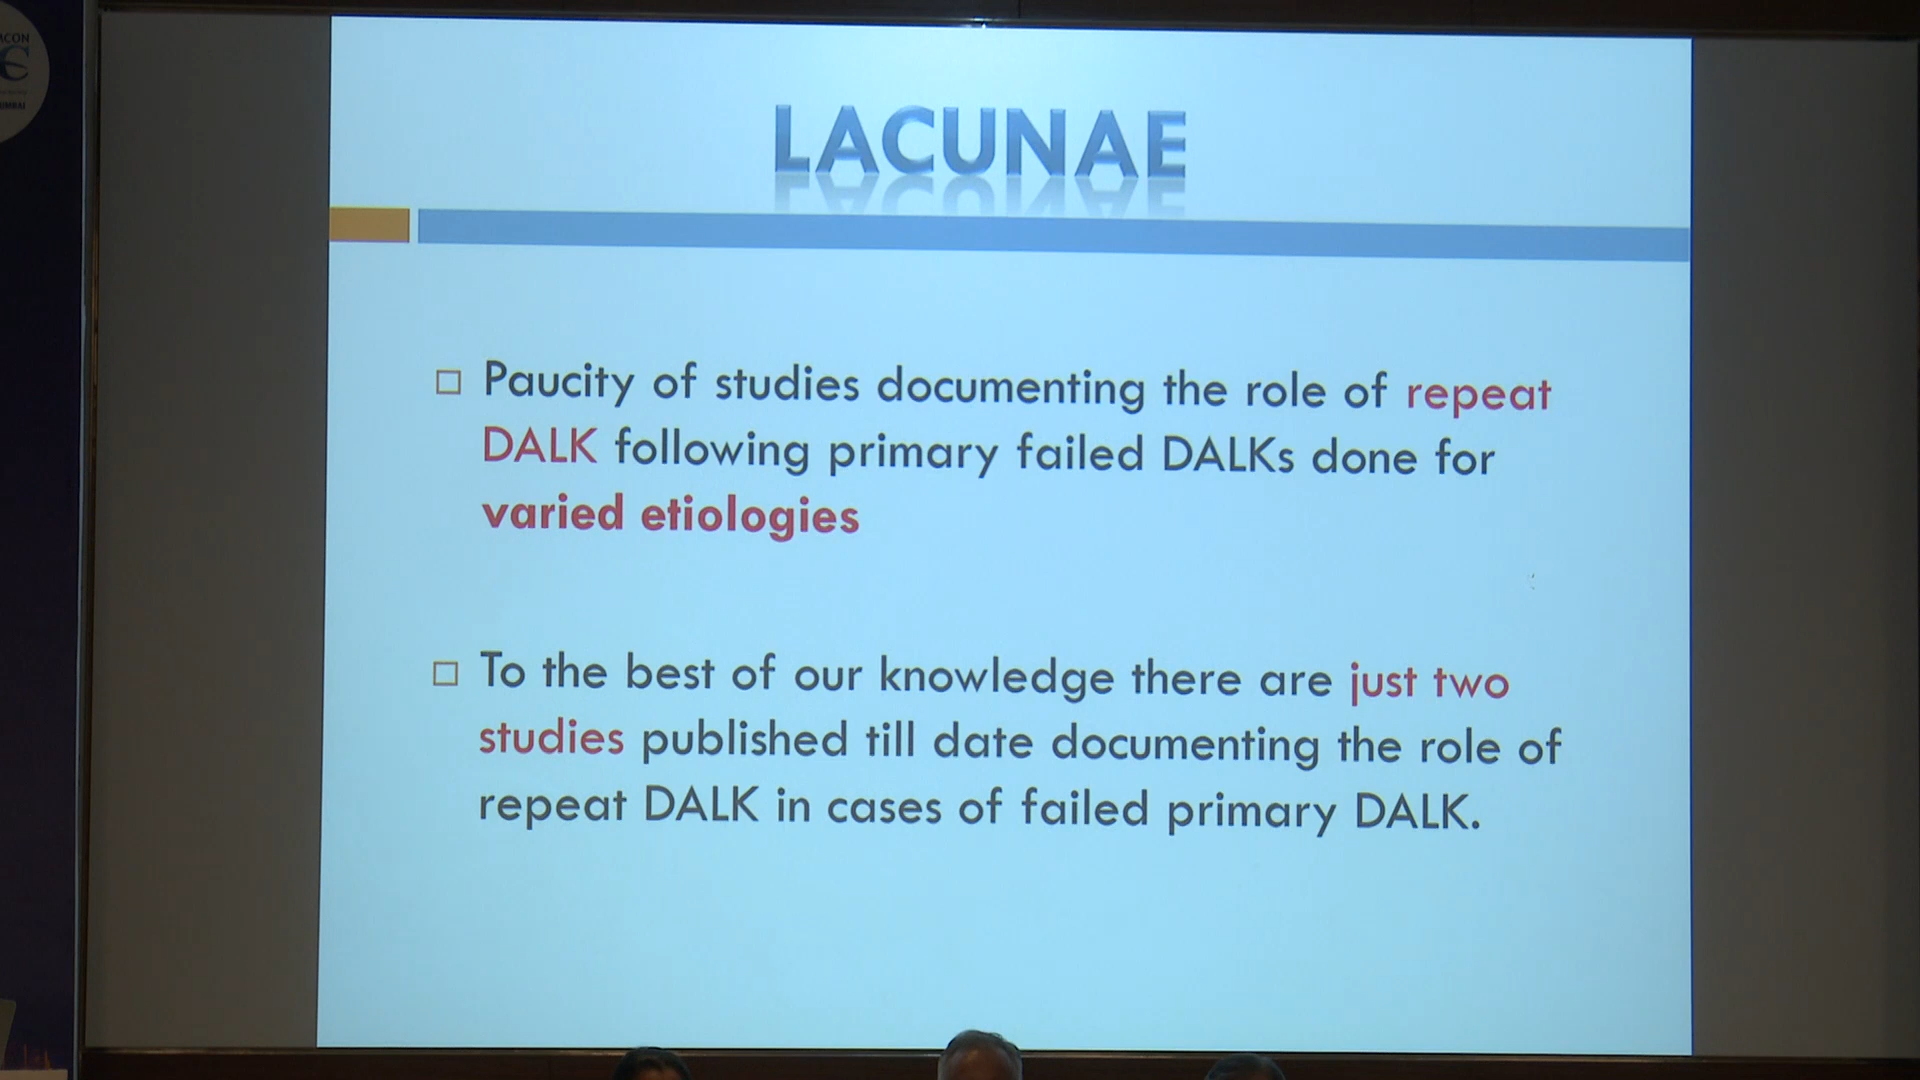 LACUNAE
Paucity of studies documenting the role of repeat
DALK following primary failed DALKs done for
varied etiologies
To the best of our knowledge there are just two
studies published till date documenting the role of
repeat DALK in cases of failed primary DALK.